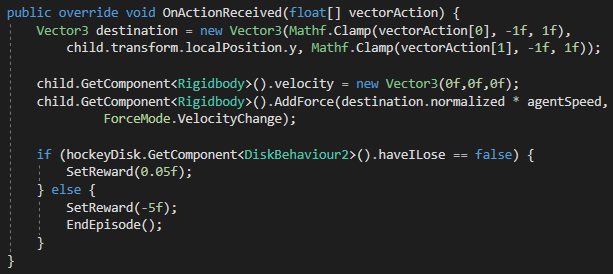 public override void OnActionReceived(float[] vectorAction) {
    Vector3 destination = new Vector3(Mathf.Clamp(vectorAction[0], -1f, 1f),
        child.transform.localPosition.y, Mathf.Clamp(vectorAction[1], -1f, 1f));

    child.GetComponent<Rigidbody>().velocity = new Vector3(0f,0f,0f);
    child.GetComponent<Rigidbody>().AddForce(destination.normalized * agentSpeed,
            ForceMode.VelocityChange);

    if (hockeyDisk.GetComponent<DiskBehaviour2>().haveILose == false) {
        SetReward(0.05f);
    } else {
        SetReward(-5f);
        EndEpisode();
    }
}